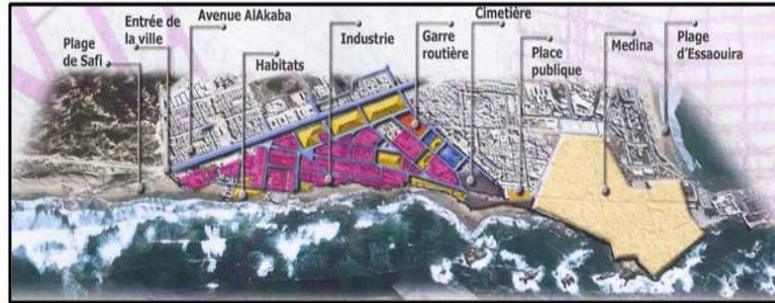 Plage
de Safi
Entrée de
la ville
Avenue AlAkaba
Habitats
Industrie
Garre
routière
Cimetière
Place
publique
Medina
Plage
d'Essaouira